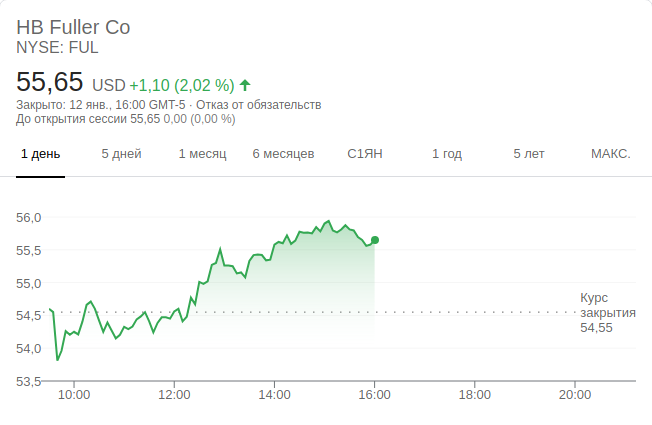 HB Fuller Co
NYSE: FUL
55,65 USD +1,10 (2,02 %)
Закрыто: 12 янв., 16:00 GMT-5 · Отказ от обязательств
До открытия сессии 55,65 0,00 (0,00 %)
1 день 5 дней 1 месяц 6 месяцев С1ЯН 1 год 5 лет МАКС.
56,0
55,5
55,0
54,5
54,0
53,5
Курс
закрытия
54,55
10:00 12:00 14:00 16:00 18:00 20:00